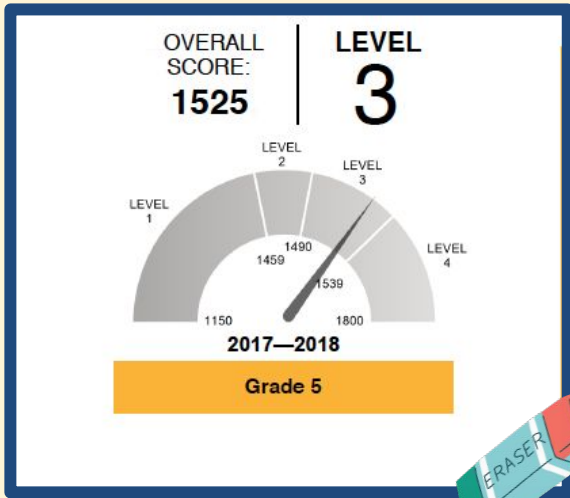 OVERALL
SCORE:
1525
LEVEL
3
LEVEL
1
LEVEL
2
LEVEL
3
LEVEL
4
1150
1459
1490
1539
1800
2017—2018
Grade 5
ERASER